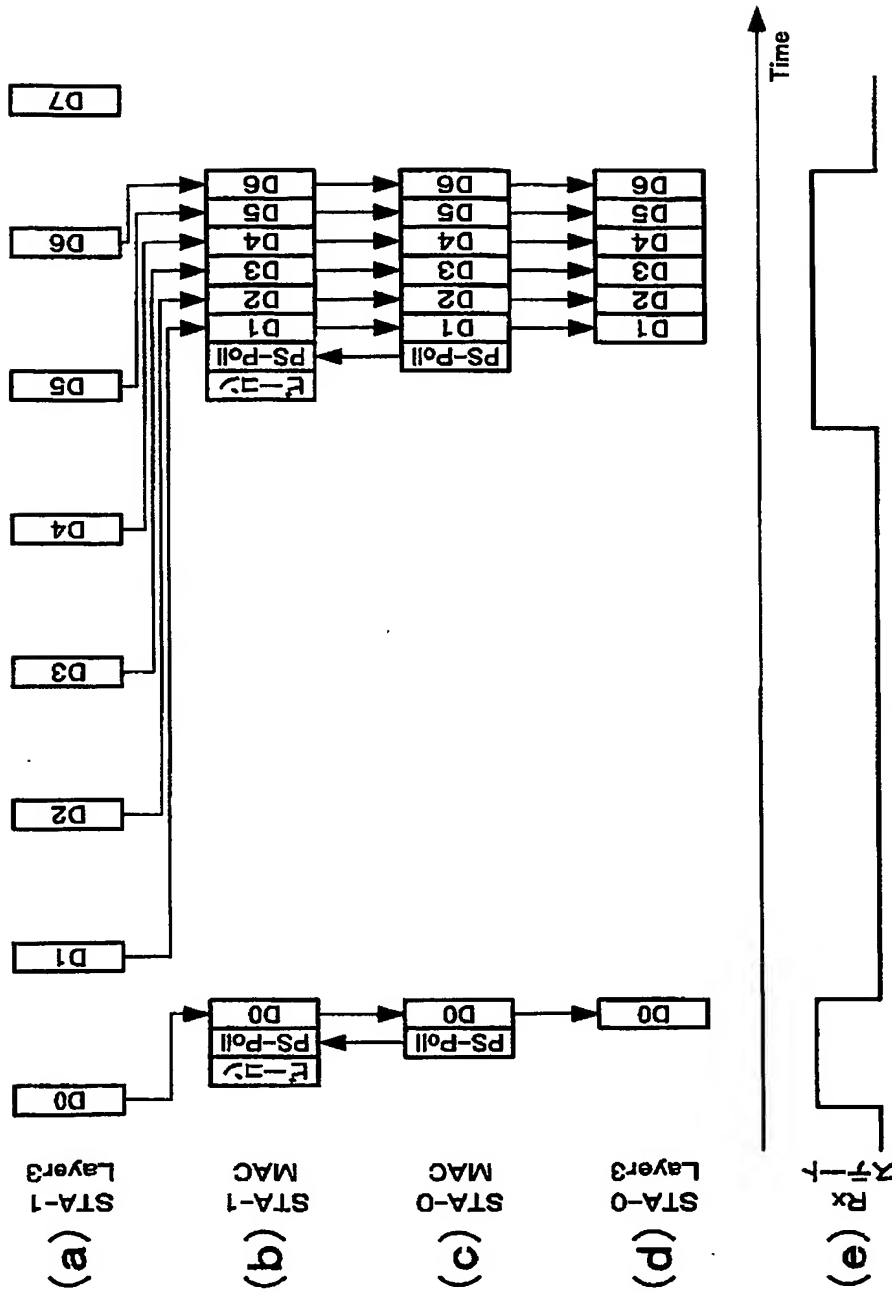 (a)
STA-1
Layer3
D0
D1
D2
D3
D4
D5
D6
D7
(b)
STA-1
MAC
ビーコン
PS-Poll
D0
ビーコン
PS-Poll
D1
D2
D3
D4
D5
D6
(c)
STA-0
MAC
PS-Poll
D0
PS-Poll
D1
D2
D3
D4
D5
D6
(d)
STA-0
Layer3
D0
D1
D2
D3
D4
D5
D6
Time
(e)
Rx
ステート